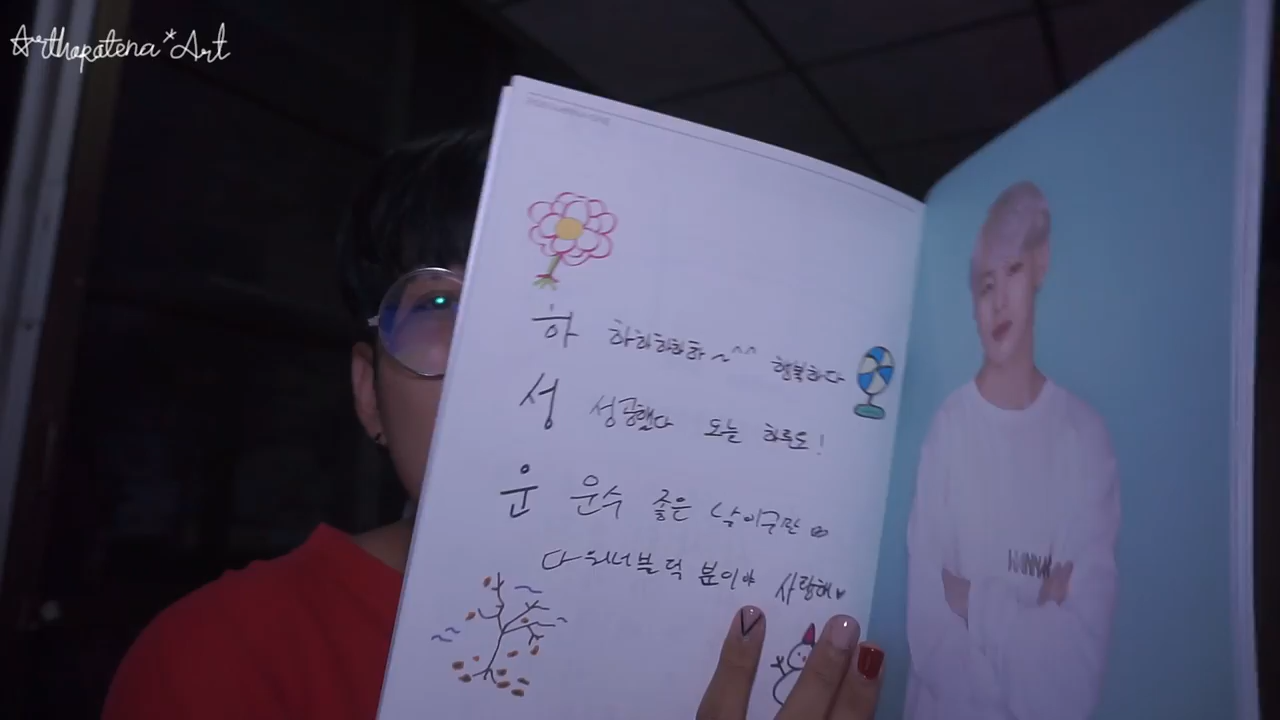 ☆rthapatena*Art
하 하하하하하~^^ 행복하다
성 성공했다 오늘 하루도!
운 운수 좋은 날이구만
다 워너블 덕분이야 사랑해♥